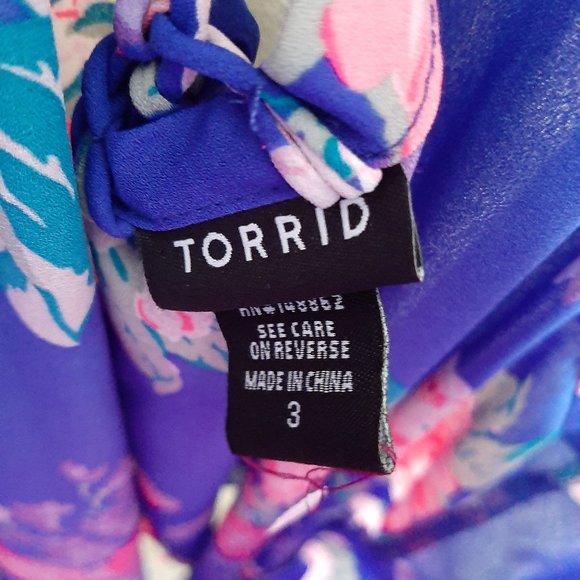 TORRID
RN#148862
SEE CARE
ON REVERSE
MADE IN CHINA
3